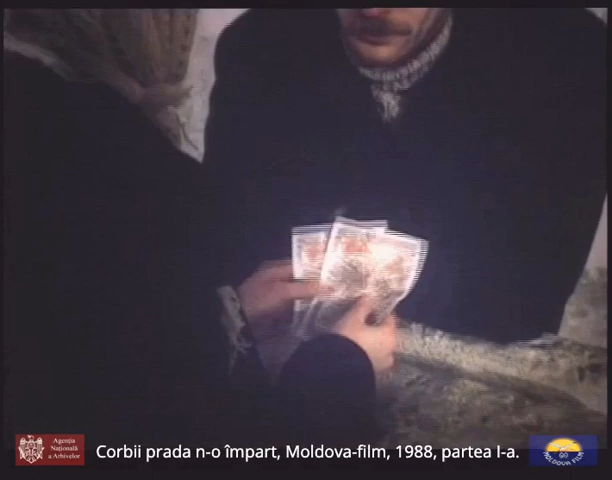 Agenția
Națională
a Arhivelor
Corbii prada n-o împart, Moldova-film, 1988, partea I-a.
MOLDOVA FILM